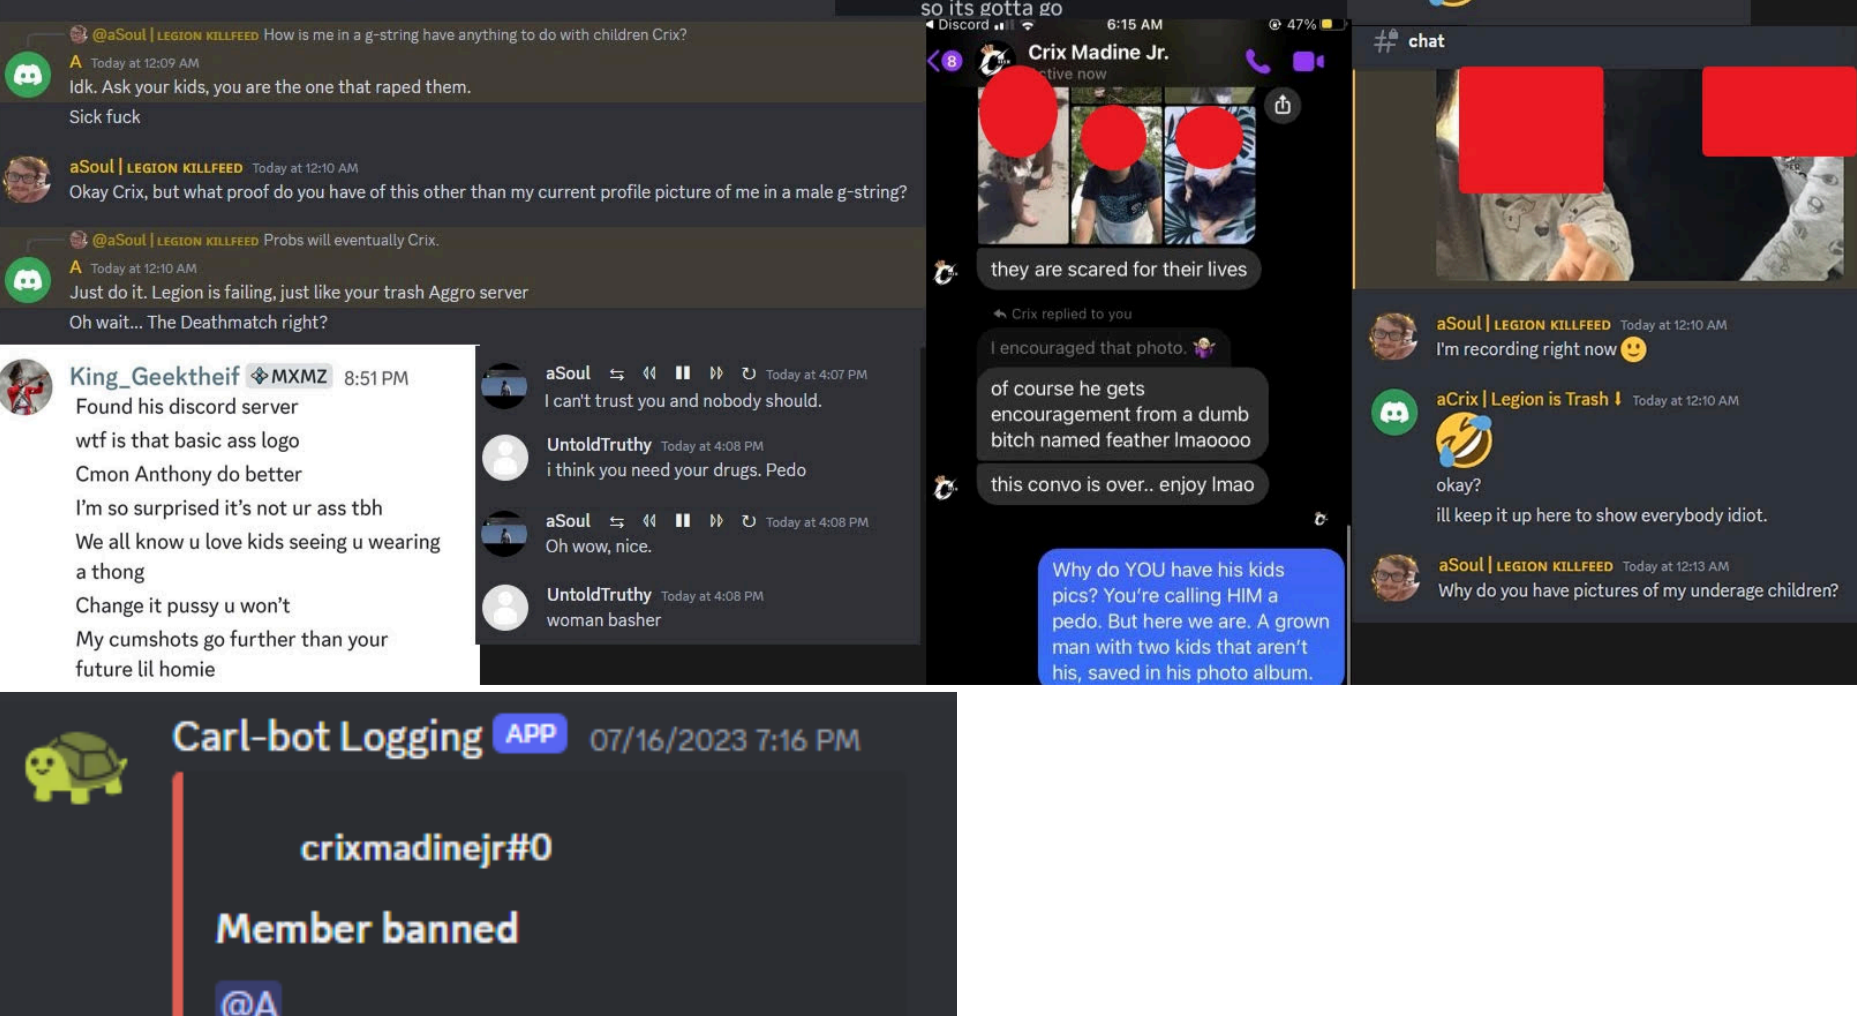 so its gotta go
@aSoul | LEGION KILLFEED How is me in a g-string have anything to do with children Crix?
A Today at 12:09 AM
Idk. Ask your kids, you are the one that raped them.
Sick fuck
aSoul | LEGION KILLFEED Today at 12:10 AM
Okay Crix, but what proof do you have of this other than my current profile picture of me in a male g-string?
@aSoul | LEGION KILLFEED Probs will eventually Crix.
A Today at 12:10 AM
Just do it. Legion is failing, just like your trash Aggro server
Oh wait... The Deathmatch right?
King_Geektheif MXMZ 8:51 PM
Found his discord server
wtf is that basic ass logo
Cmon Anthony do better
I'm so surprised it's not ur ass tbh
We all know u love kids seeing u wearing
a thong
Change it pussy u won't
My cumshots go further than your
future lil homie
aSoul Today at 4:07 PM
I can't trust you and nobody should.
UntoldTruthy Today at 4:08 PM
i think you need your drugs. Pedo
aSoul Today at 4:08 PM
Oh wow, nice.
UntoldTruthy Today at 4:08 PM
woman basher
Discord 6:15 AM 47%
8 Crix Madine Jr.
ctive now
they are scared for their lives
Crix replied to you
I encouraged that photo.
of course he gets
encouragement from a dumb
bitch named feather lmaoooo
this convo is over.. enjoy lmao
Why do YOU have his kids
pics? You're calling HIM a
pedo. But here we are. A grown
man with two kids that aren't
his, saved in his photo album.
chat
aSoul | LEGION KILLFEED Today at 12:10 AM
I'm recording right now
aCrix | Legion is Trash Today at 12:10 AM
okay?
ill keep it up here to show everybody idiot.
aSoul | LEGION KILLFEED Today at 12:13 AM
Why do you have pictures of my underage children?
Carl-bot Logging APP 07/16/2023 7:16 PM
crixmadinejr#0
Member banned
@A